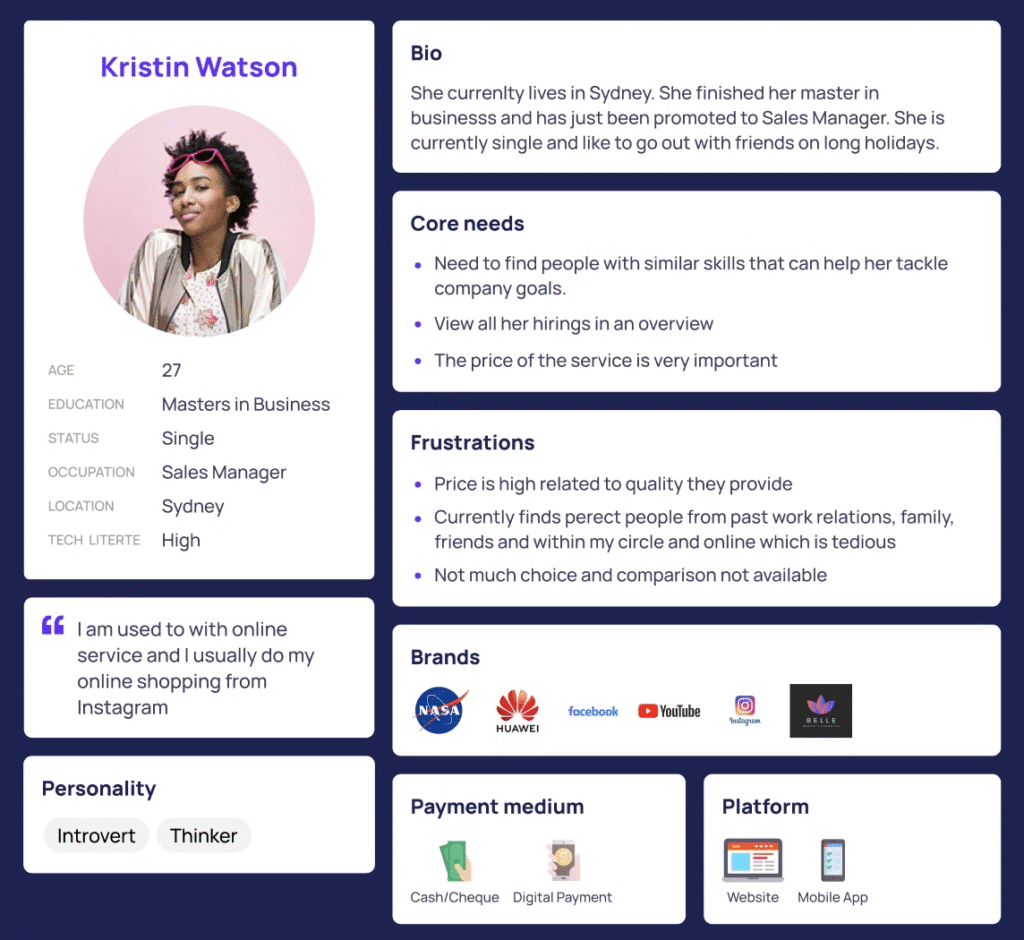 Kristin Watson
AGE 27
EDUCATION Masters in Business
STATUS Single
OCCUPATION Sales Manager
LOCATION Sydney
TECH LITERTE High
I am used to with online
service and I usually do my
online shopping from
Instagram
Personality
Introvert Thinker
Bio
She currenlty lives in Sydney. She finished her master in
businesss and has just been promoted to Sales Manager. She is
currently single and like to go out with friends on long holidays.
Core needs
Need to find people with similar skills that can help her tackle
company goals.
View all her hirings in an overview
The price of the service is very important
Frustrations
Price is high related to quality they provide
Currently finds perect people from past work relations, family,
friends and within my circle and online which is tedious
Not much choice and comparison not available
Brands
NASA HUAWEI facebook YouTube Instagram BELLE
Payment medium
Cash/Cheque Digital Payment
Platform
Website Mobile App